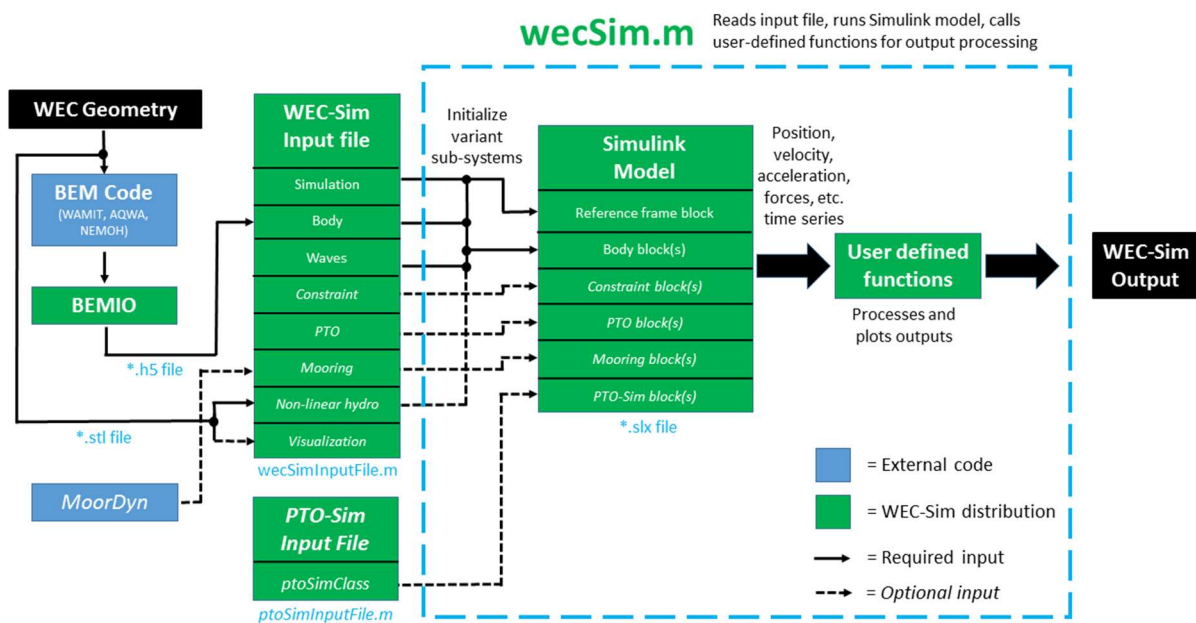 wecSim.m
Reads input file, runs Simulink model, calls
user-defined functions for output processing
WEC Geometry
BEM Code
(WAMIT, AQWA,
NEMOH)
BEMIO
*.h5 file
*.stl file
MoorDyn
WEC-Sim
Input file
Simulation
Body
Waves
Constraint
PTO
Mooring
Non-linear hydro
Visualization
wecSimInputFile.m
PTO-Sim
Input File
ptoSimClass
ptoSimInputFile.m
Initialize
variant
sub-systems
Simulink
Model
Reference frame block
Body block(s)
Constraint block(s)
PTO block(s)
Mooring block(s)
PTO-Sim block(s)
*.slx file
Position,
velocity,
acceleration,
forces, etc.
time series
User defined
functions
Processes and
plots outputs
WEC-Sim
Output
= External code
= WEC-Sim distribution
= Required input
= Optional input